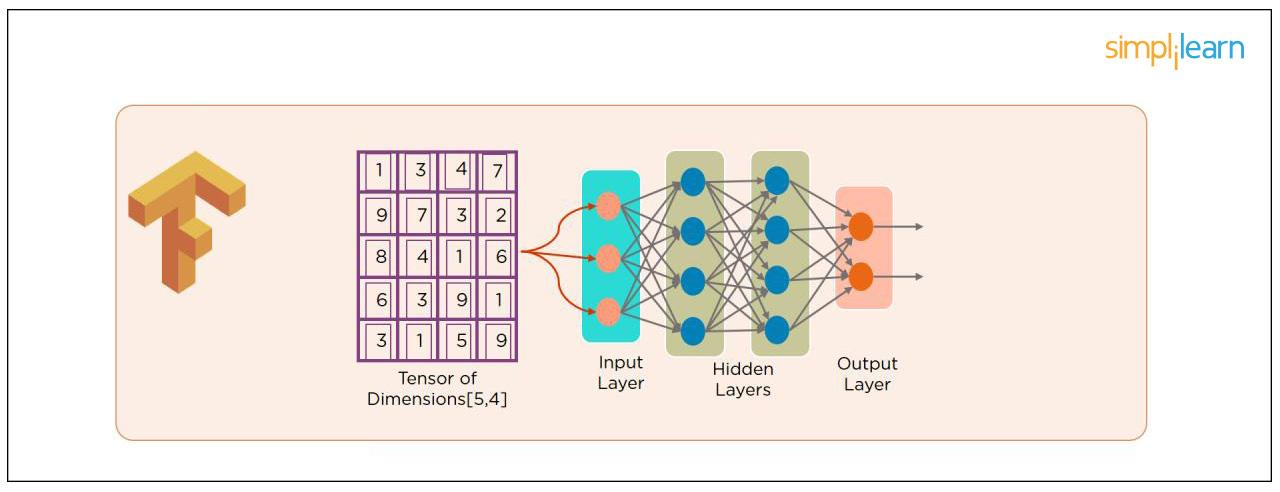 simplilearn
1 3 4 7
9 7 3 2
8 4 1 6
6 3 9 1
3 1 5 9
Tensor of
Dimensions[5,4]
Input
Layer
Hidden
Layers
Output
Layer